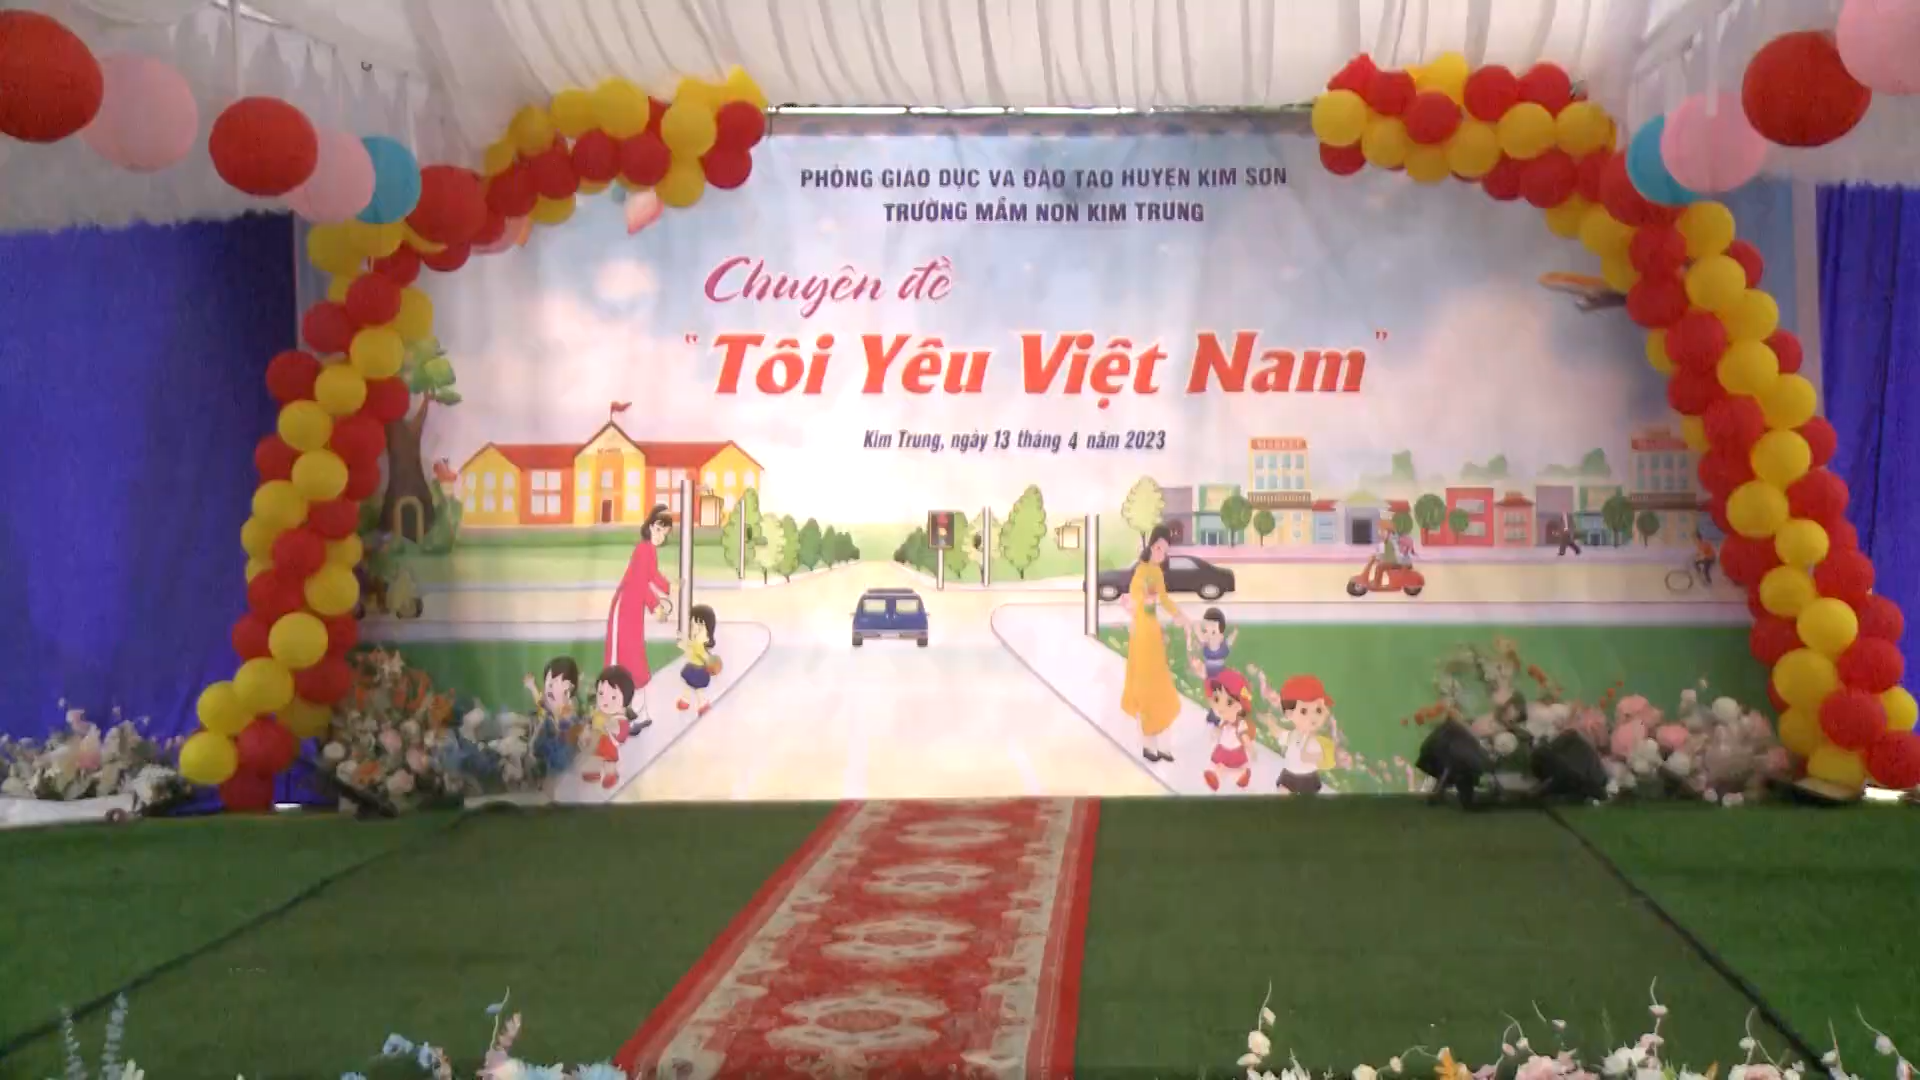 PHÒNG GIÁO DỤC VÀ ĐÀO TẠO HUYỆN KIM SƠN
TRƯỜNG MẦM NON KIM TRUNG
Chuyên đề
"Tôi Yêu Việt Nam"
Kim Trung, ngày 13 tháng 4 năm 2023
MARKET